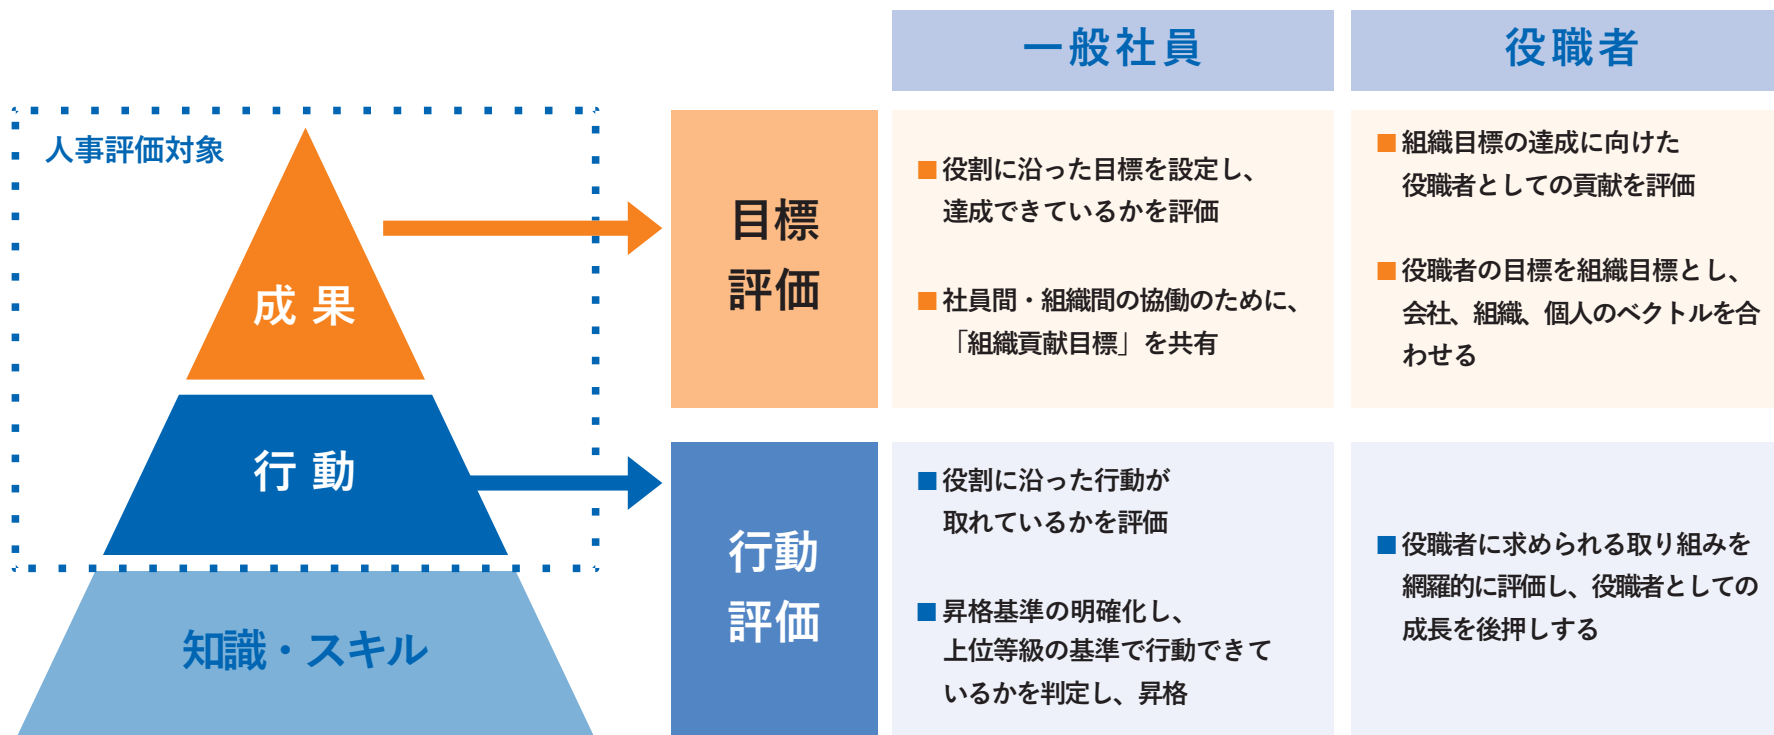 一般社員
役職者
人事評価対象
成果
行動
知識・スキル
目標
評価
■役割に沿った目標を設定し、
達成できているかを評価
■社員間・組織間の協働のために、
「組織貢献目標」を共有
■組織目標の達成に向けた
役職者としての貢献を評価
■役職者の目標を組織目標とし、
会社、組織、個人のベクトルを合
わせる
行動
評価
■役割に沿った行動が
取れているかを評価
■昇格基準の明確化し、
上位等級の基準で行動できて
いるかを判定し、昇格
■役職者に求められる取り組みを
網羅的に評価し、役職者としての
成長を後押しする